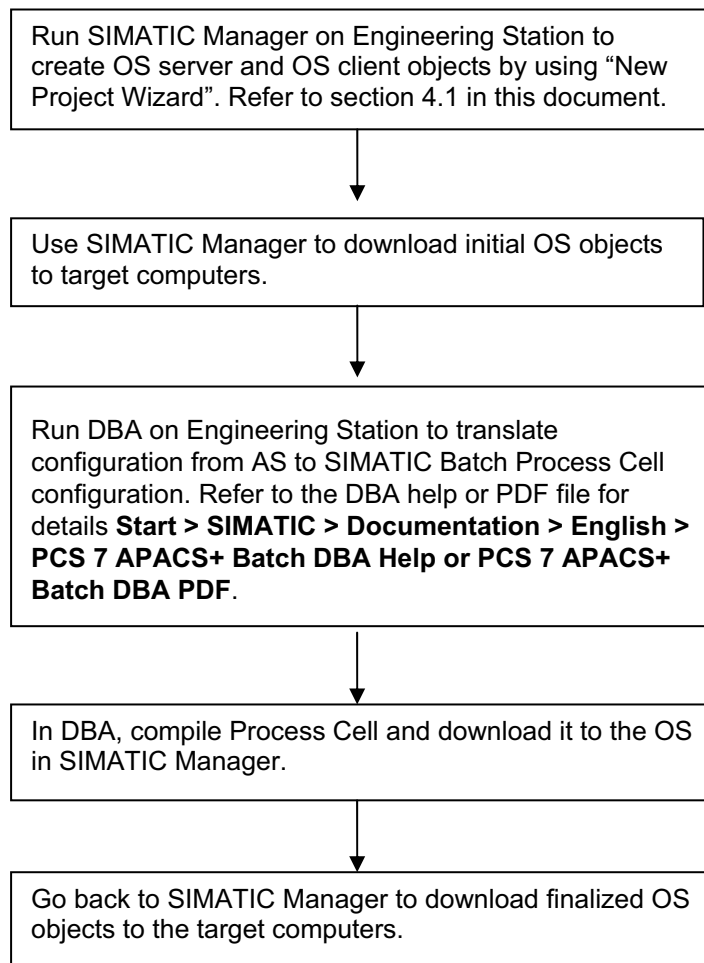 Run SIMATIC Manager on Engineering Station to
create OS server and OS client objects by using “New
Project Wizard”. Refer to section 4.1 in this document.
Use SIMATIC Manager to download initial OS objects
to target computers.
Run DBA on Engineering Station to translate
configuration from AS to SIMATIC Batch Process Cell
configuration. Refer to the DBA help or PDF file for
details Start > SIMATIC > Documentation > English >
PCS 7 APACS+ Batch DBA Help or PCS 7 APACS+
Batch DBA PDF.
In DBA, compile Process Cell and download it to the OS
in SIMATIC Manager.
Go back to SIMATIC Manager to download finalized OS
objects to the target computers.